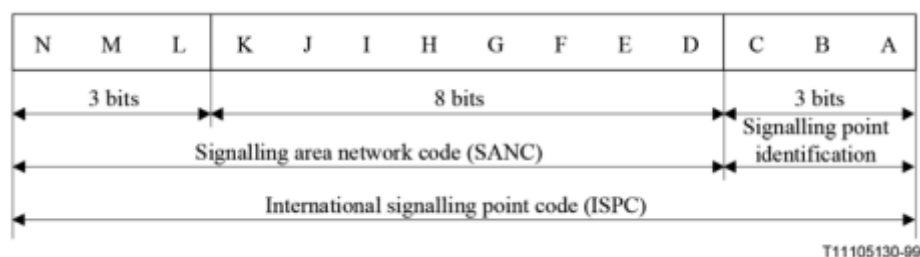 N M L K J I H G F E D C B A
3 bits 8 bits 3 bits
Signalling area network code (SANC)
Signalling point
identification
International signalling point code (ISPC)
T11105130-99